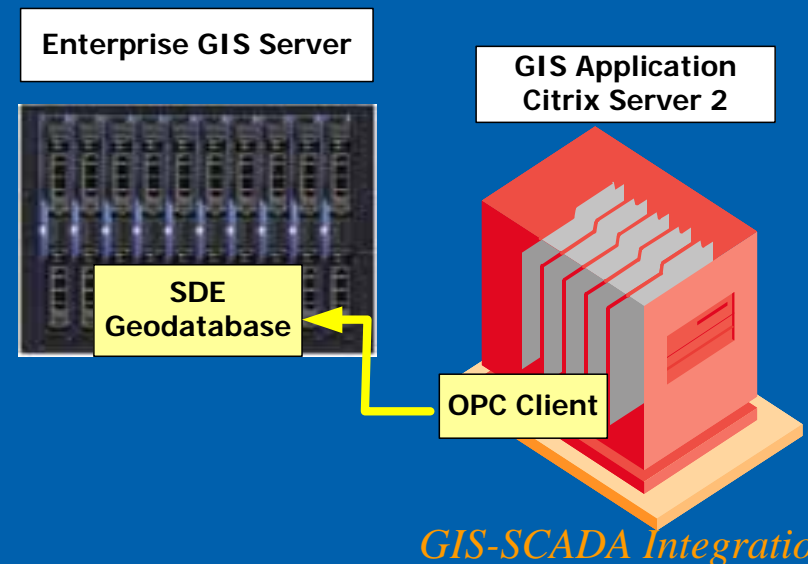 Enterprise GIS Server
GIS Application
Citrix Server 2
SDE
Geodatabase
OPC Client
GIS-SCADA Integratio